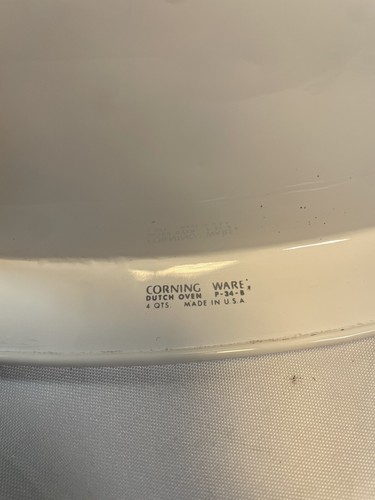 CORNING WARE
DUTCH OVEN P-34-B
4 QTS. MADE IN U.S.A.